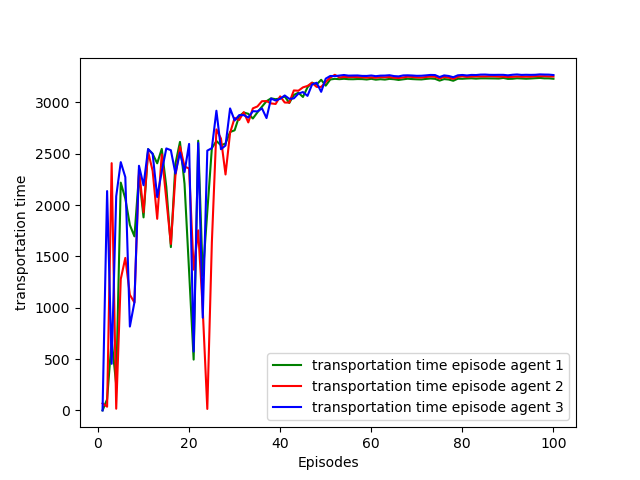 3000
2500
2000
1500
1000
500
0
transportation time
transportation time episode agent 1
transportation time episode agent 2
transportation time episode agent 3
0 20 40 60 80 100
Episodes